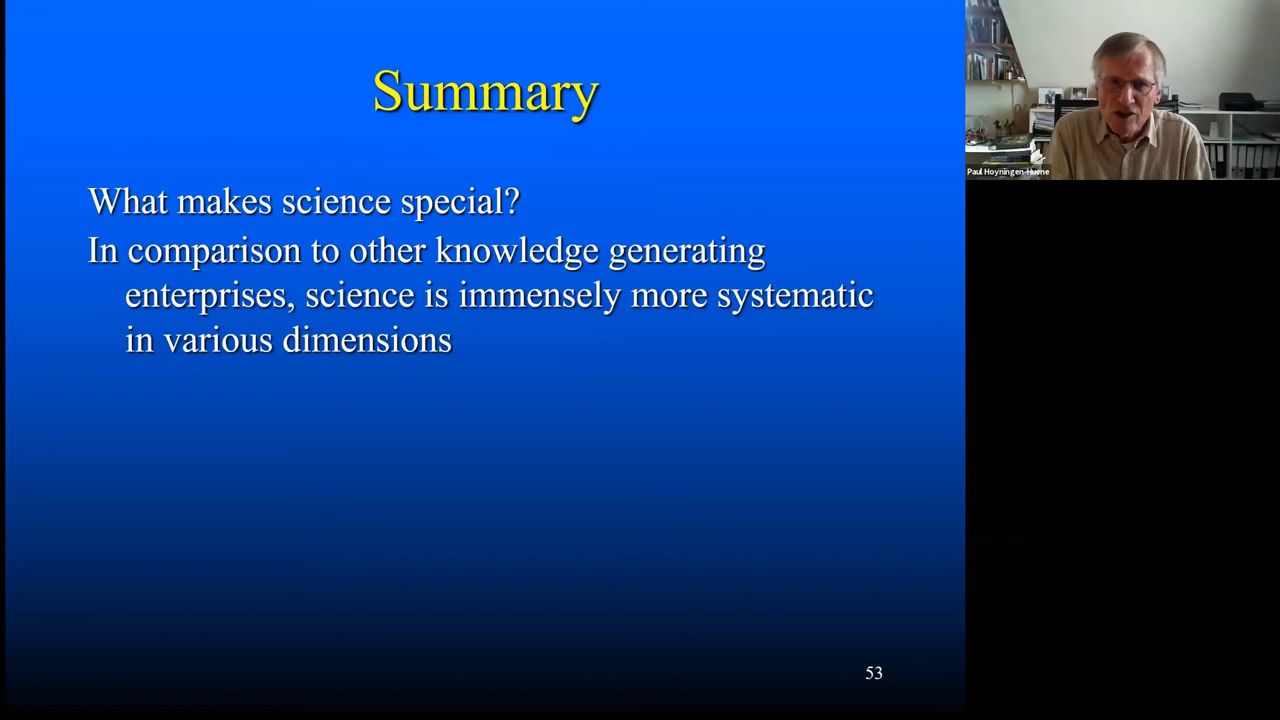 Summary
What makes science special?
In comparison to other knowledge generating
enterprises, science is immensely more systematic
in various dimensions
53
Paul Hoyningen-Huene